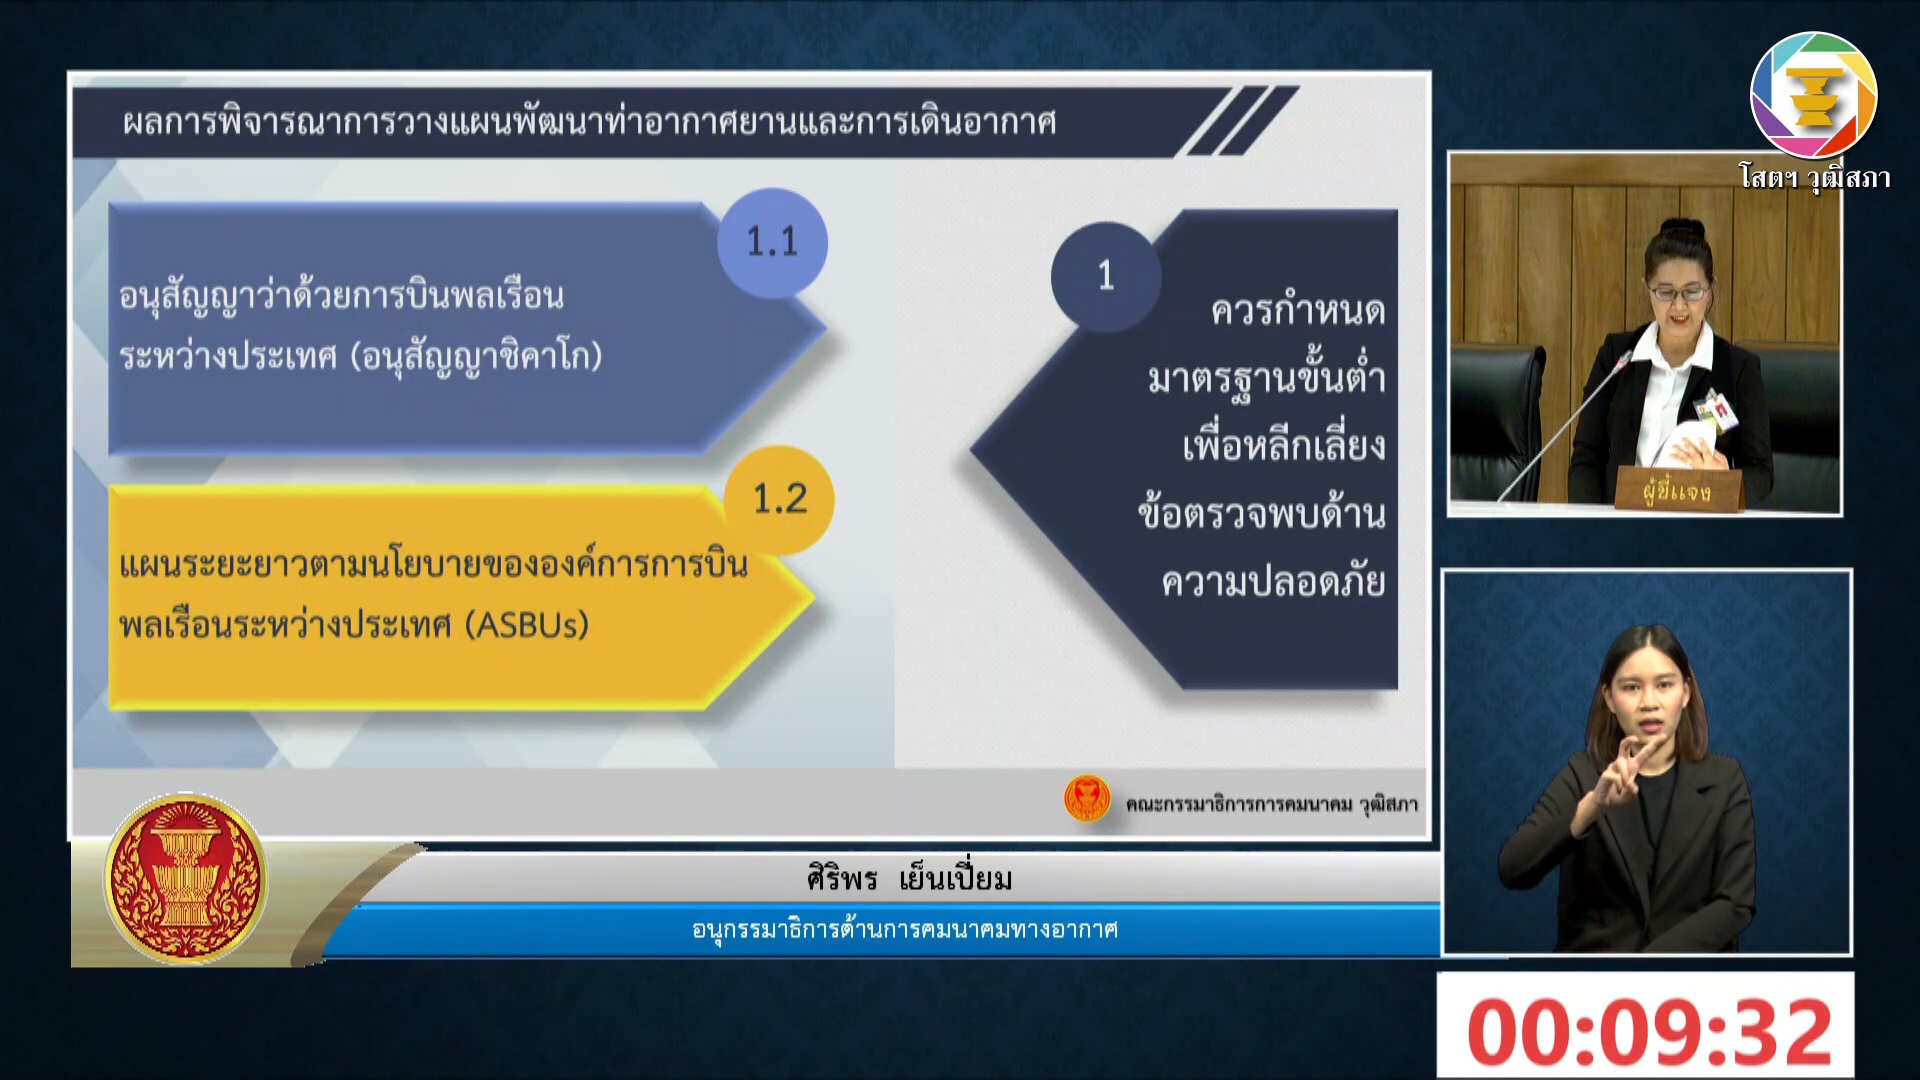 ผลการพิจารณาการวางแผนพัฒนาท่าอากาศยานและการเดินอากาศ
1.1
อนุสัญญาว่าด้วยการบินพลเรือน
ระหว่างประเทศ (อนุสัญญาชิคาโก)
1.2
แผนระยะยาวตามนโยบายขององค์การการบิน
พลเรือนระหว่างประเทศ (ASBUs)
1
ควรกำหนด
มาตรฐานขั้นต่ำ
เพื่อหลีกเลี่ยง
ข้อตรวจพบด้าน
ความปลอดภัย
คณะกรรมาธิการการคมนาคม วุฒิสภา
โสตฯ วุฒิสภา
ผู้ชี้แจง
ศิริพร เย็นเปี่ยม
อนุกรรมาธิการด้านการคมนาคมทางอากาศ
00:09:32